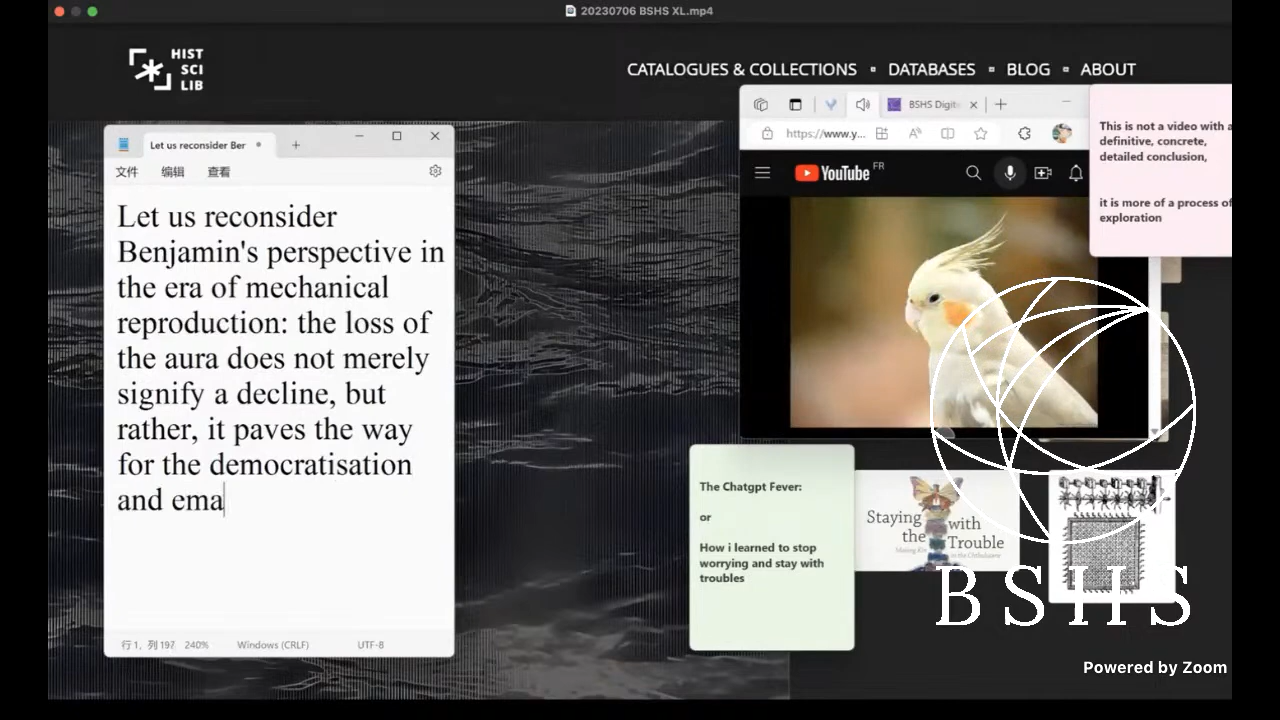 20230706 BSHS XL.mp4
HIST
SCI
LIB
CATALOGUES & COLLECTIONS
DATABASES
BLOG
ABOUT
Let us reconsider Ber
文件
编辑
查看
Let us reconsider
Benjamin's perspective in
the era of mechanical
reproduction: the loss of
the aura does not merely
signify a decline, but
rather, it paves the way
for the democratisation
and ema
行 1, 列 197
240%
Windows (CRLF)
UTF-8
BSHS Digit
https://www.y...
YouTube FR
This is not a video with a
definitive, concrete,
detailed conclusion,
it is more of a process of
exploration
The Chatgpt Fever:
or
How i learned to stop
worrying and stay with
troubles
Staying
the
with
Trouble
in the Chthulucene
BSHS
Powered by Zoom